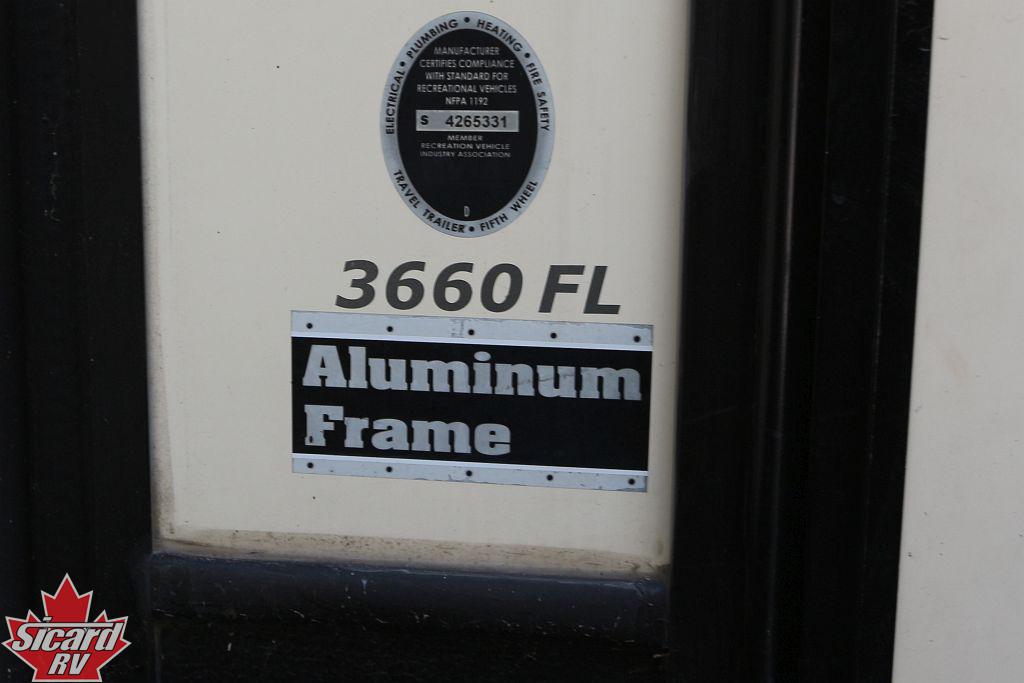 ELECTRICAL • PLUMBING • HEATING • FIRE SAFETY
MANUFACTURER
CERTIFIES COMPLIANCE
WITH STANDARD FOR
RECREATIONAL VEHICLES
NFPA 1192
S 4265331
MEMBER
RECREATION VEHICLE
INDUSTRY ASSOCIATION
D
TRAVEL TRAILER • FIFTH WHEEL
3660 FL
Aluminum
Frame
Sicard
RV